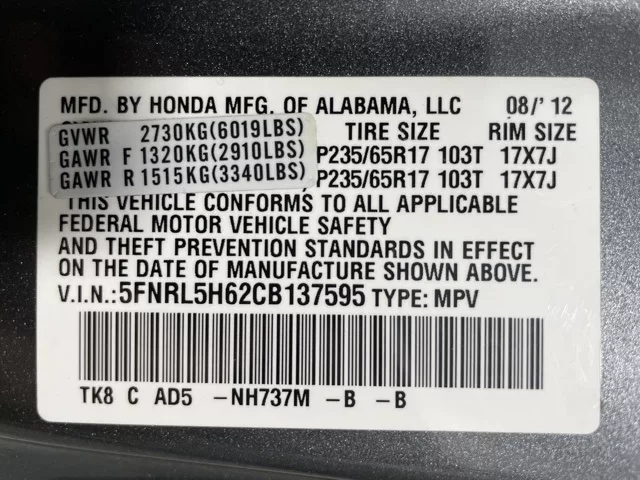 MFD. BY HONDA MFG. OF ALABAMA, LLC 08/' 12
GVWR 2730KG(6019LBS) TIRE SIZE RIM SIZE
GAWR F 1320KG(2910LBS) P235/65R17 103T 17X7J
GAWR R 1515KG(3340LBS) P235/65R17 103T 17X7J
THIS VEHICLE CONFORMS TO ALL APPLICABLE
FEDERAL MOTOR VEHICLE SAFETY
AND THEFT PREVENTION STANDARDS IN EFFECT
ON THE DATE OF MANUFACTURE SHOWN ABOVE.
V.I.N.: 5FNRL5H62CB137595 TYPE: MPV
TK8 C AD5 -NH737M -B -B